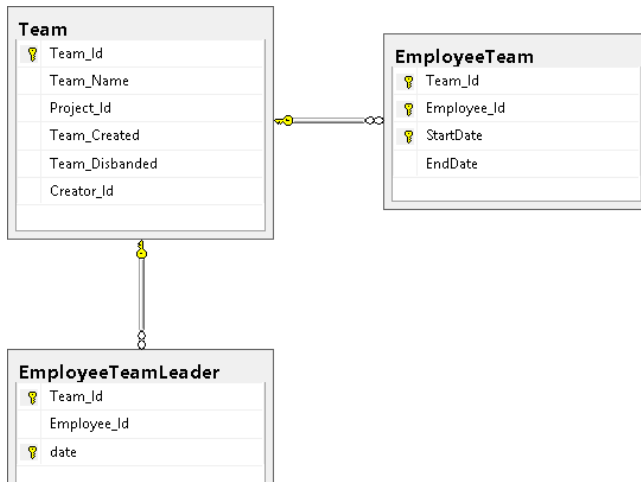 Team
Team_Id
Team_Name
Project_Id
Team_Created
Team_Disbanded
Creator_Id
EmployeeTeam
Team_Id
Employee_Id
StartDate
EndDate
EmployeeTeamLeader
Team_Id
Employee_Id
date